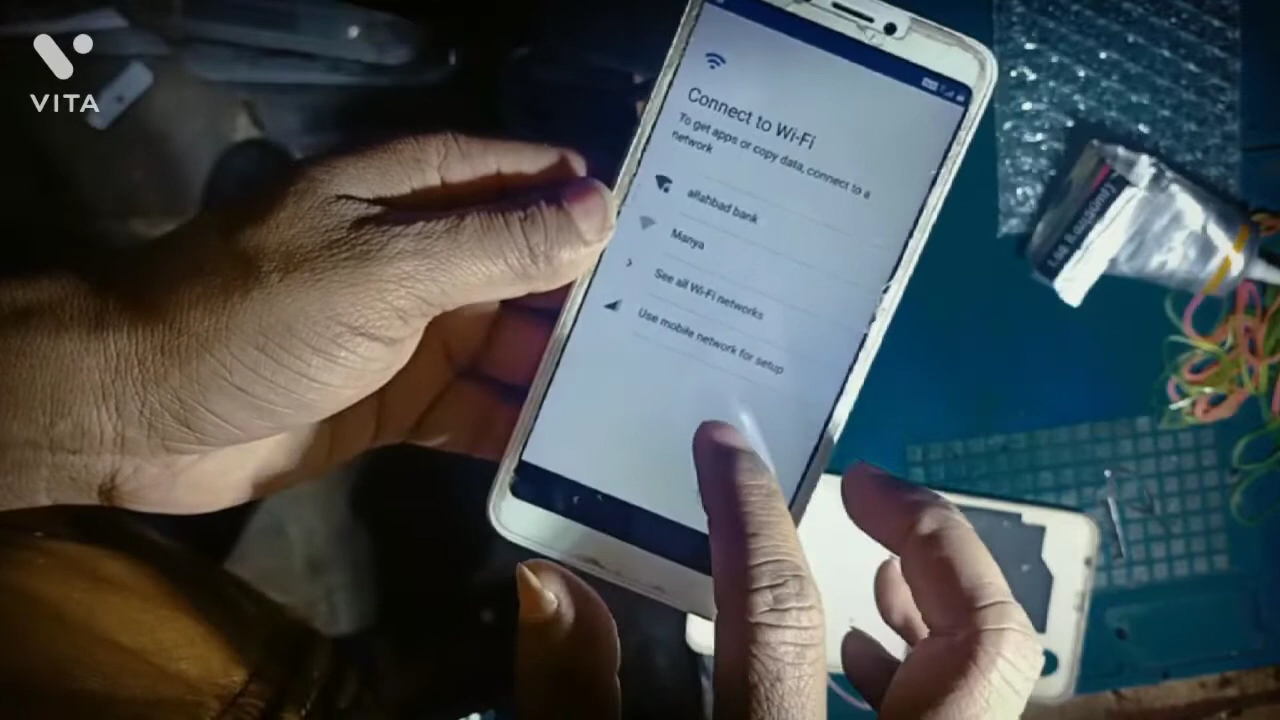 VITA
Connect to Wi-Fi
To get apps or copy data, connect to a
network
allahbad bank
Manya
See all Wi-Fi networks
Use mobile network for setup